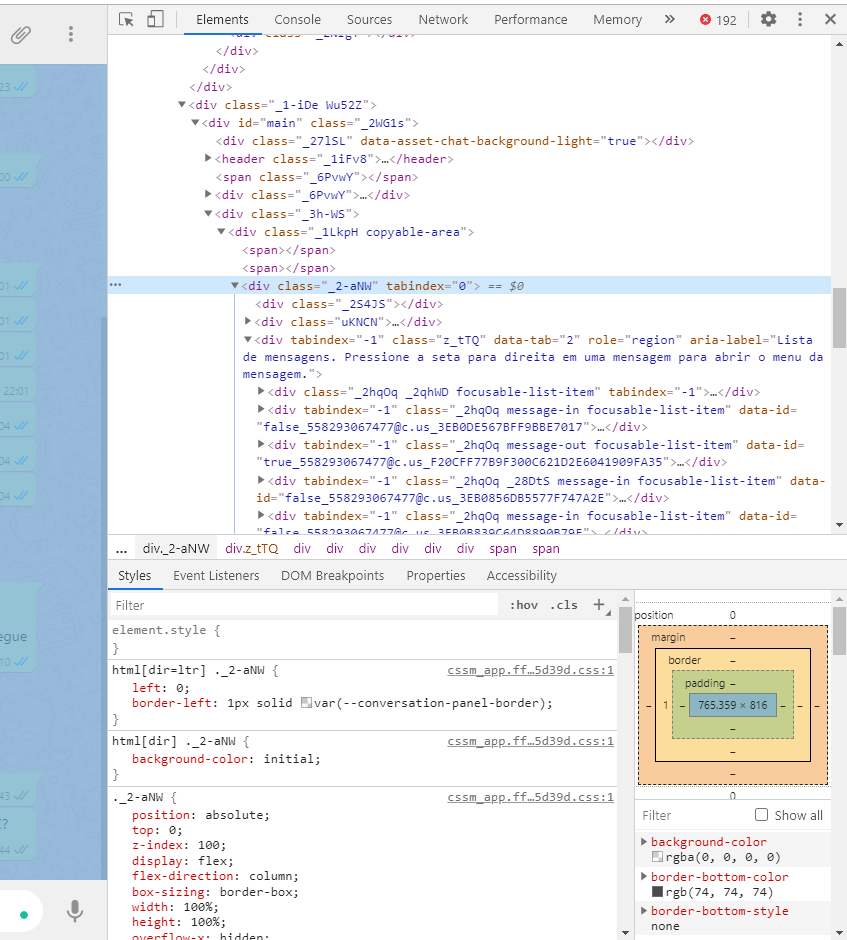 Elements Console Sources Network Performance Memory » 192
</div>
</div>
</div>
▼<div class="_1-iDe Wu52Z">
▼<div id="main" class="_2WG1s">
<div class="_27lSL" data-asset-chat-background-light="true"></div>
▶<header class="_1iFv8">…</header>
<span class="_6PvwY"></span>
▶<div class="_6PvwY">…</div>
▼<div class="_3h-WS">
▼<div class="_1LkpH copyable-area">
<span></span>
<span></span>
… ▼<div class="_2-aNW" tabindex="0"> == $0
<div class="_2S4JS"></div>
▶<div class="uKNCN">…</div>
▼<div tabindex="-1" class="z_tTQ" data-tab="2" role="region" aria-label="Lista
de mensagens. Pressione a seta para direita em uma mensagem para abrir o menu da
mensagem.">
▶<div class="_2hqOq _2qhWD focusable-list-item" tabindex="-1">…</div>
▶<div tabindex="-1" class="_2hqOq message-in focusable-list-item" data-id=
"false_558293067477@c.us_3EB0DE567BFF9BBE7017">…</div>
▶<div tabindex="-1" class="_2hqOq message-out focusable-list-item" data-id=
"true_558293067477@c.us_F20CFF77B9F300C621D2E6041909FA35">…</div>
▶<div tabindex="-1" class="_2hqOq _28DtS message-in focusable-list-item" data-
id="false_558293067477@c.us_3EB0856DB5577F747A2E">…</div>
▶<div tabindex="-1" class="_2hqOq message-in focusable-list-item" data-id=
"false_558293067477@c.us_3EB0B839C64D8890B79E">…</div>
... div._2-aNW div.z_tTQ div div div div div span span
Styles Event Listeners DOM Breakpoints Properties Accessibility
Filter :hov .cls +
element.style {
}
html[dir=ltr] ._2-aNW { cssm_app.ff…5d39d.css:1
left: 0;
border-left: 1px solid var(--conversation-panel-border);
}
html[dir] ._2-aNW { cssm_app.ff…5d39d.css:1
background-color: initial;
}
._2-aNW { cssm_app.ff…5d39d.css:1
position: absolute;
top: 0;
z-index: 100;
display: flex;
flex-direction: column;
box-sizing: border-box;
width: 100%;
height: 100%;
overflow-x: hidden;
position 0
margin –
border –
padding –
– 1 – 765.359 × 816 – – –
–
–
–
0
Filter Show all
▶background-color
rgba(0, 0, 0, 0)
▶border-bottom-color
rgb(74, 74, 74)
▶border-bottom-style
none
23
00
01
01
01
22:01
04
04
04
egue
10
43
?
44